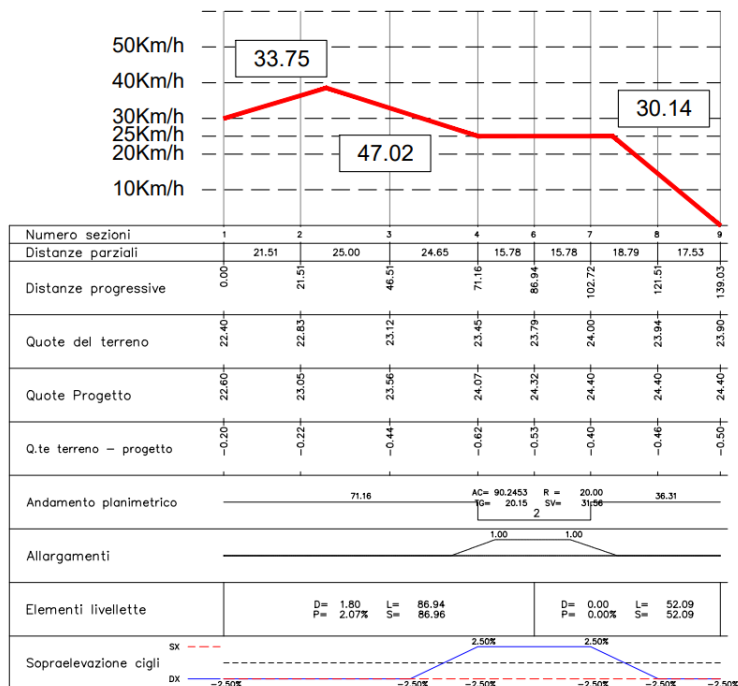 50Km/h
33.75
40Km/h
30Km/h
30.14
25Km/h
20Km/h
47.02
10Km/h
Numero sezioni 1 2 3 4 6 7 8 9
Distanze parziali 21.51 25.00 24.65 15.78 15.78 18.79 17.53
Distanze progressive 0.00 21.51 46.51 71.16 86.94 102.72 121.51 139.03
Quote del terreno 22.40 22.83 23.12 23.45 23.79 24.00 23.94 23.90
Quote Progetto 22.60 23.05 23.56 24.07 24.32 24.40 24.40 24.40
Q.te terreno – progetto -0.20 -0.22 -0.44 -0.62 -0.53 -0.40 -0.46 -0.50
AC= 90.2453 R = 20.00
Andamento planimetrico 71.16 TG= 20.15 SV= 31.56 36.31
2
1.00 1.00
Allargamenti
D= 1.80 L= 86.94 D= 0.00 L= 52.09
Elementi livellette P= 2.07% S= 86.96 P= 0.00% S= 52.09
SX 2.50% 2.50%
Sopraelevazione cigli
DX -2.50% -2.50% -2.50% -2.50% -2.50% -2.50%